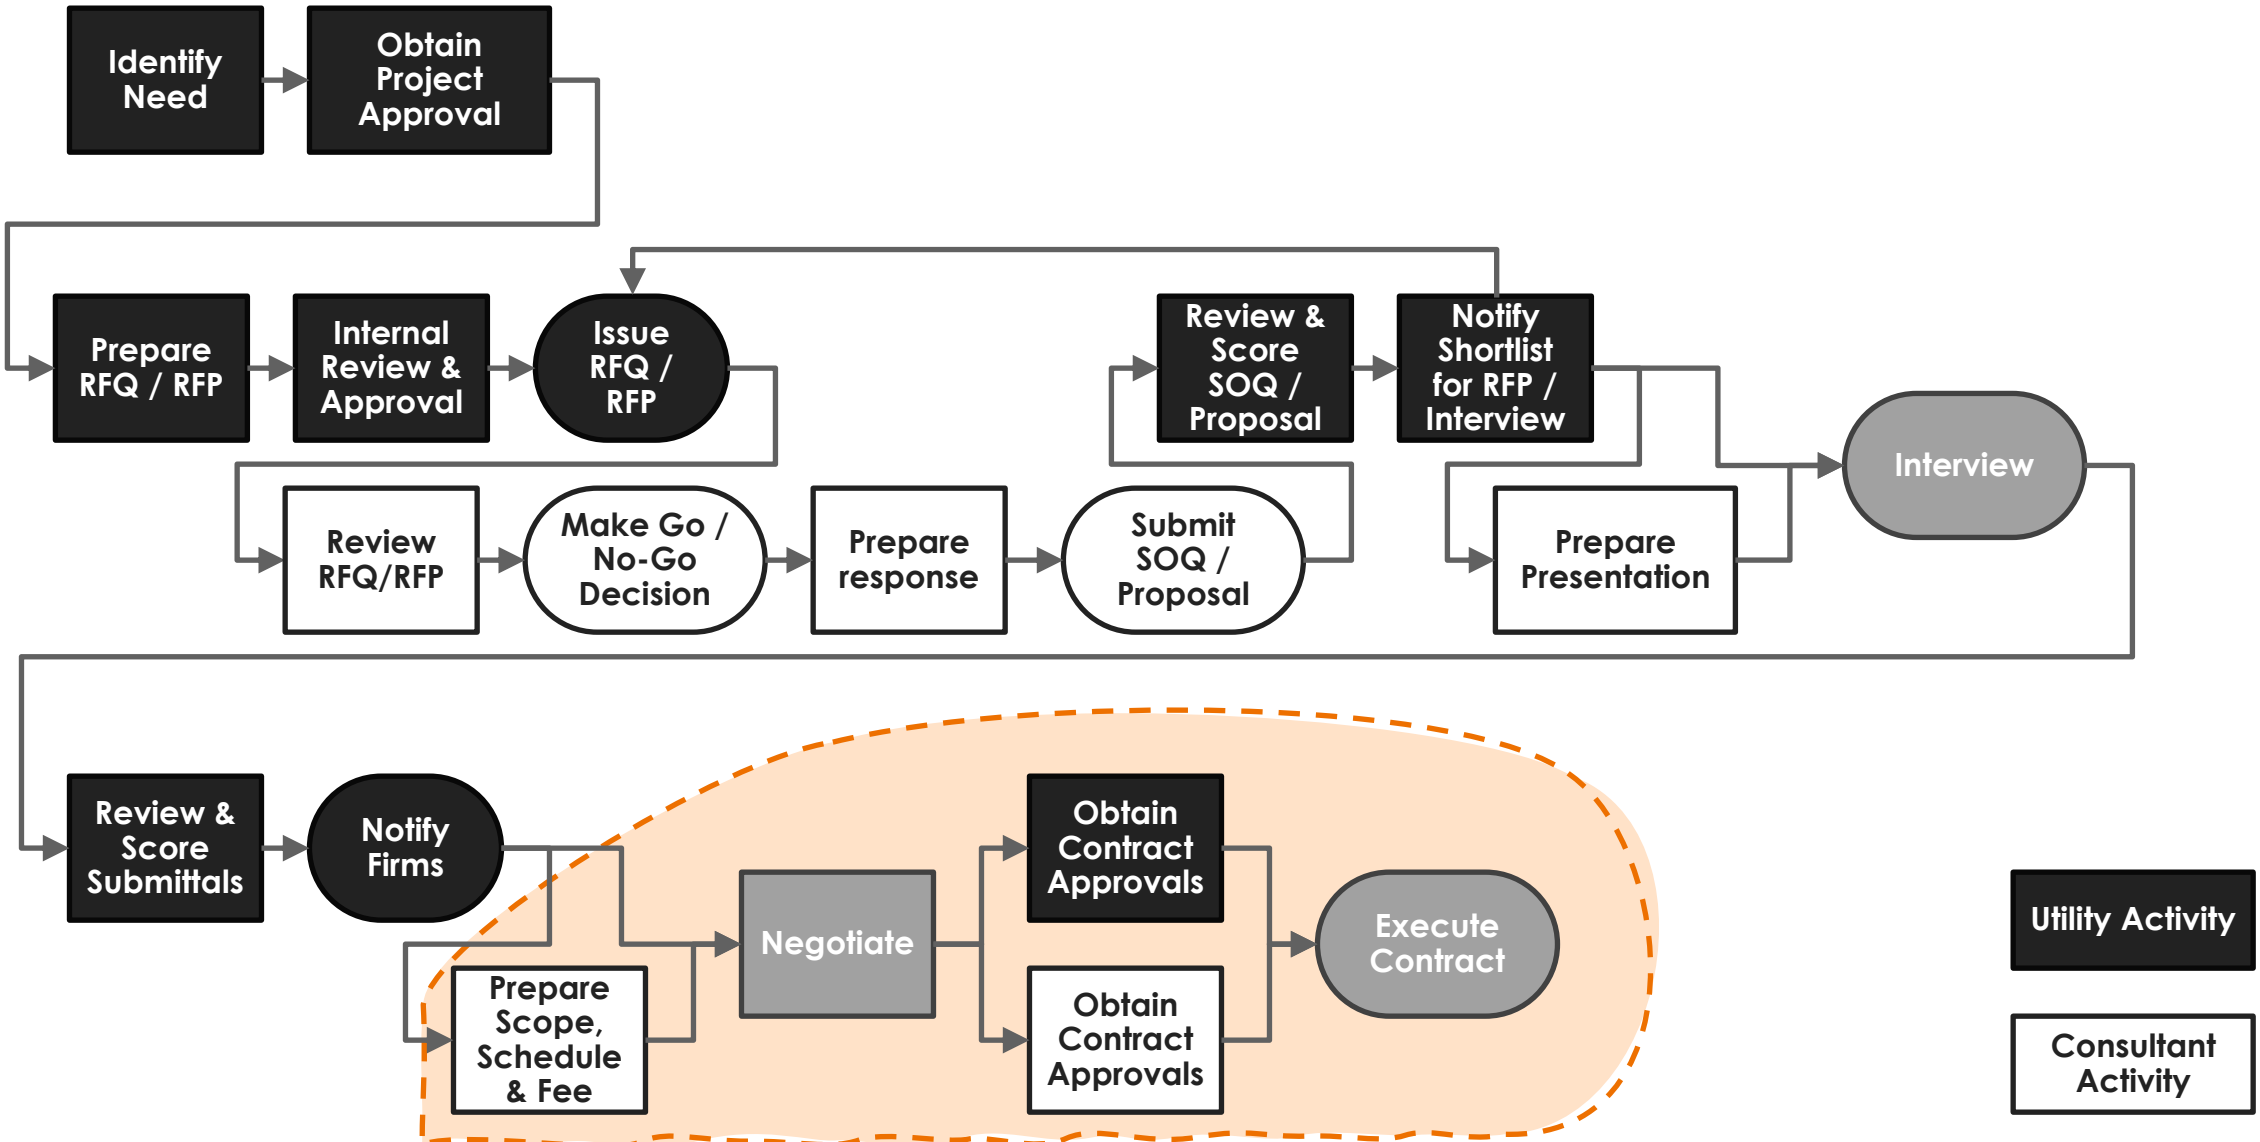 Identify
Need
Obtain
Project
Approval
Prepare
RFQ / RFP
Internal
Review &
Approval
Issue
RFQ /
RFP
Review &
Score
SOQ /
Proposal
Notify
Shortlist
for RFP /
Interview
Interview
Review
RFQ/RFP
Make Go /
No-Go
Decision
Prepare
response
Submit
SOQ /
Proposal
Prepare
Presentation
Review &
Score
Submittals
Notify
Firms
Prepare
Scope,
Schedule
& Fee
Negotiate
Obtain
Contract
Approvals
Obtain
Contract
Approvals
Execute
Contract
Utility Activity
Consultant
Activity